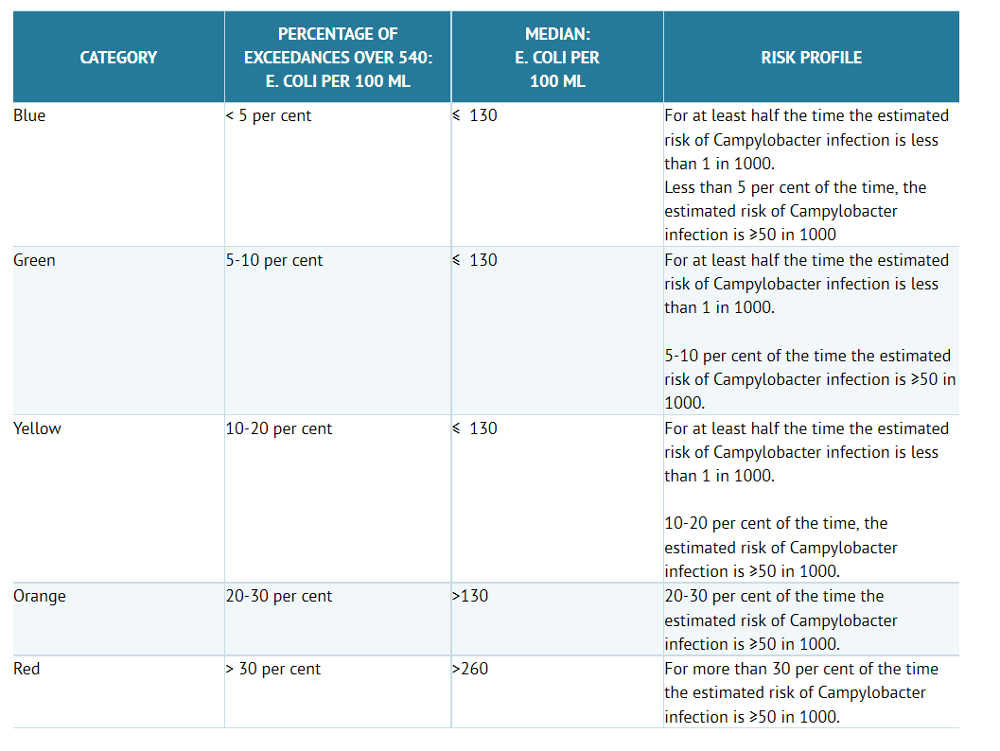 CATEGORY
PERCENTAGE OF
EXCEEDANCES OVER 540:
E. COLI PER 100 ML
MEDIAN:
E. COLI PER
100 ML
RISK PROFILE
Blue
< 5 per cent
⩽ 130
For at least half the time the estimated
risk of Campylobacter infection is less
than 1 in 1000.
Less than 5 per cent of the time, the
estimated risk of Campylobacter
infection is ⩾50 in 1000
Green
5-10 per cent
⩽ 130
For at least half the time the estimated
risk of Campylobacter infection is less
than 1 in 1000.
5-10 per cent of the time the estimated
risk of Campylobacter infection is ⩾50 in
1000.
Yellow
10-20 per cent
⩽ 130
For at least half the time the estimated
risk of Campylobacter infection is less
than 1 in 1000.
10-20 per cent of the time, the
estimated risk of Campylobacter
infection is ⩾50 in 1000.
Orange
20-30 per cent
>130
20-30 per cent of the time the
estimated risk of Campylobacter
infection is ⩾50 in 1000.
Red
> 30 per cent
>260
For more than 30 per cent of the time
the estimated risk of Campylobacter
infection is ⩾50 in 1000.